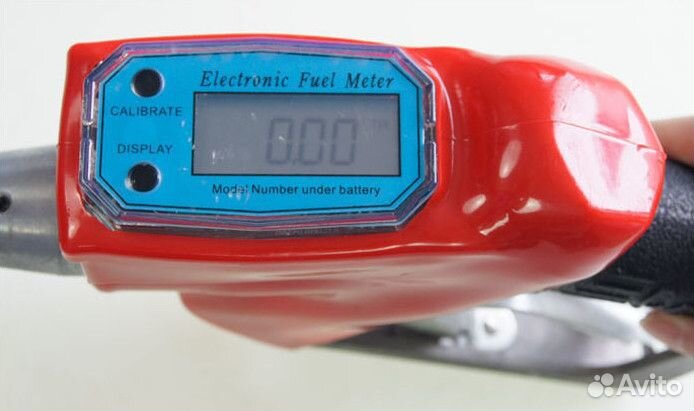 Electronic Fuel Meter
CALIBRATE
0.00
DISPLAY
Model Number under battery
Avito